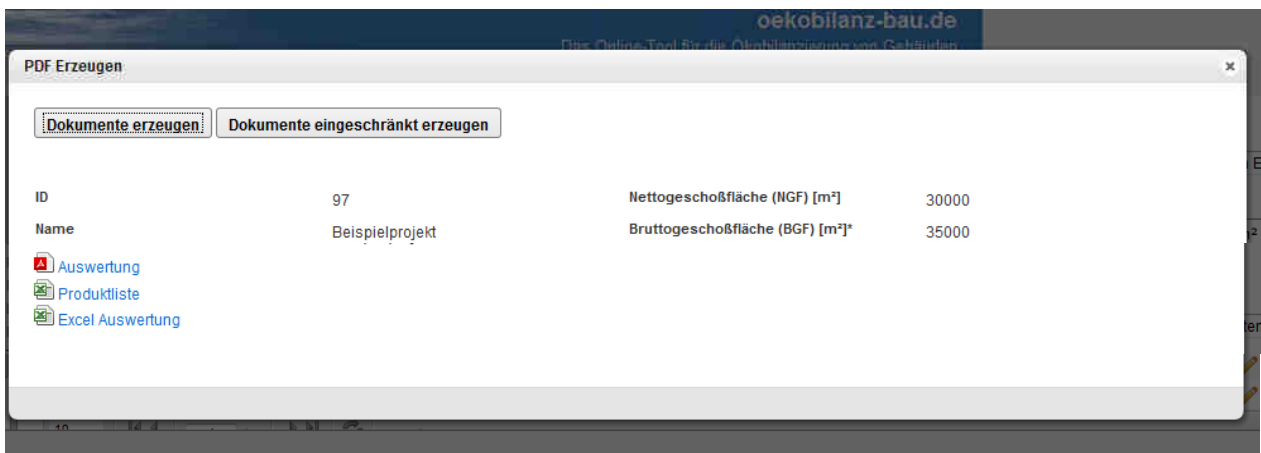 oekobilanz-bau.de
Das Online-Tool für die Ökobilanzierung von Gebäuden
PDF Erzeugen
Dokumente erzeugen Dokumente eingeschränkt erzeugen
ID 97 Nettogeschoßfläche (NGF) [m²] 30000
Name Beispielprojekt Bruttogeschoßfläche (BGF) [m²]* 35000
Auswertung
Produktliste
Excel Auswertung